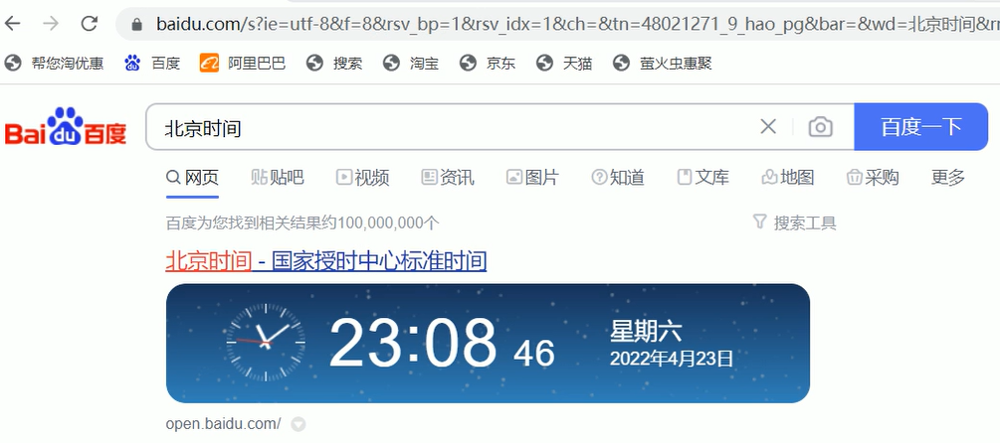 baidu.com/s?ie=utf-8&f=8&rsv_bp=1&rsv_idx=1&ch=&tn=48021271_9_hao_pg&bar=&wd=北京时间&
帮您淘优惠 百度 阿里巴巴 搜索 淘宝 京东 天猫 萤火虫惠聚
Bai du 百度 北京时间 百度一下
网页 贴贴吧 视频 资讯 图片 知道 文库 地图 采购 更多
百度为您找到相关结果约100,000,000个 搜索工具
北京时间 - 国家授时中心标准时间
23:08 46 星期六
2022年4月23日
open.baidu.com/